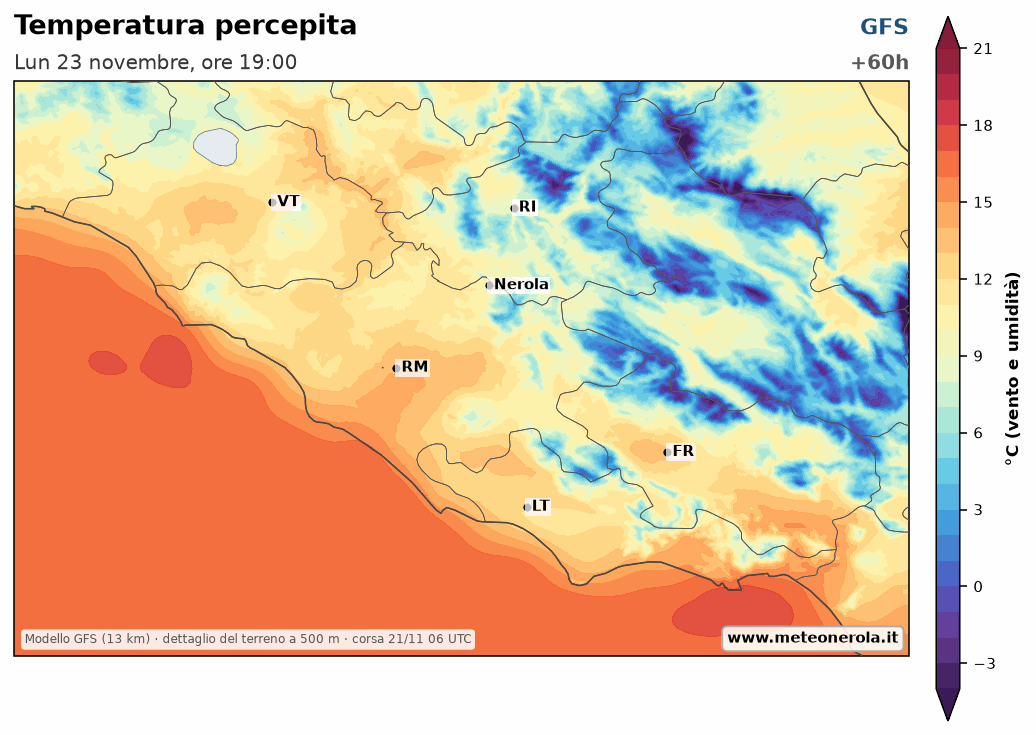 Temperatura percepita
GFS
Lun 23 novembre, ore 19:00
+60h
21
18
15
12
9
6
3
0
−3
°C (vento e umidità)
VT
RI
Nerola
RM
FR
LT
Modello GFS (13 km) · dettaglio del terreno a 500 m · corsa 21/11 06 UTC
www.meteonerola.it